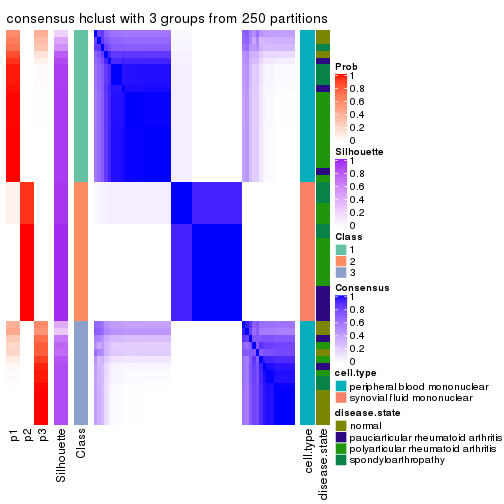 consensus hclust with 3 groups from 250 partitions
Prob
1
0.8
0.6
0.4
0.2
0
Silhouette
1
0.8
0.6
0.4
0.2
0
Class
1
2
3
Consensus
1
0.8
0.6
0.4
0.2
0
cell.type
peripheral blood mononuclear
synovial fluid mononuclear
disease.state
normal
pauciarticular rheumatoid arthritis
polyarticular rheumatoid arthritis
spondyloarthropathy
p1
p2
p3
Silhouette
Class
cell.type
disease.state